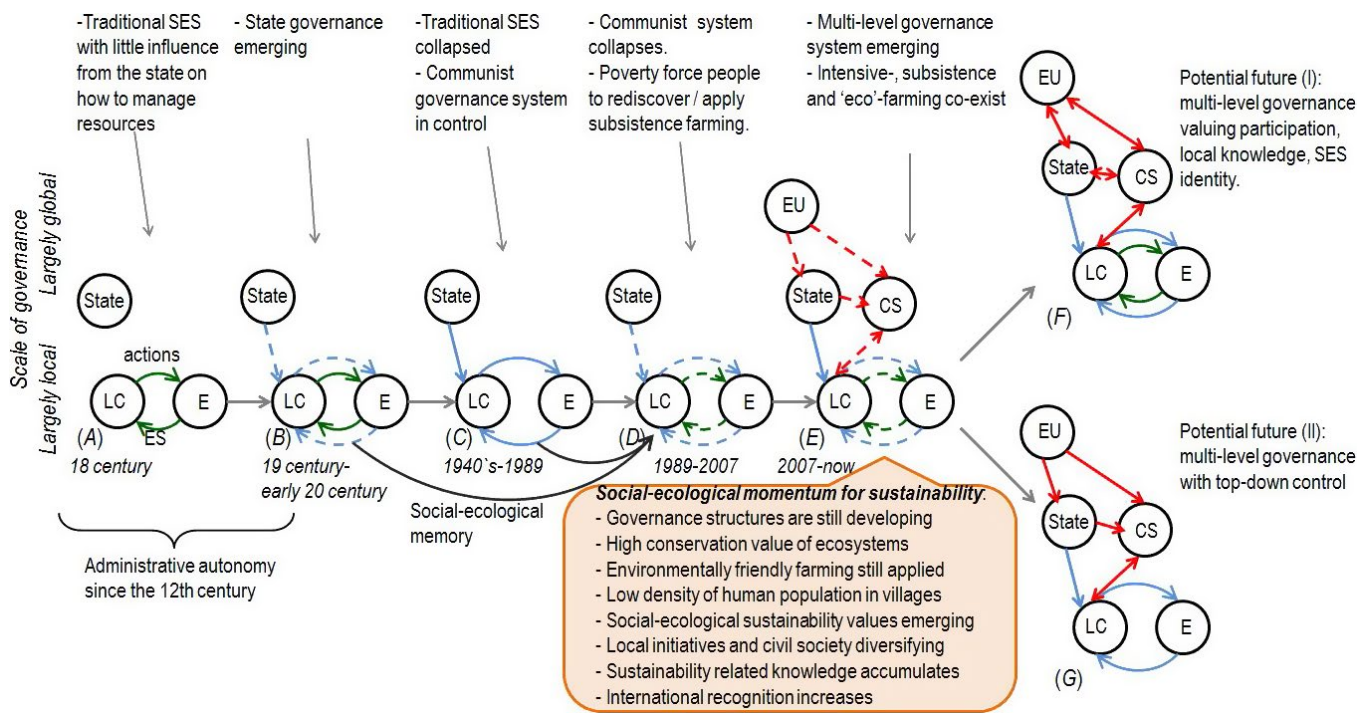 -Traditional SES
with little influence
from the state on
how to manage
resources
- State governance
emerging
-Traditional SES
collapsed
- Communist
governance system
in control
- Communist system
collapses.
- Poverty force people
to rediscover / apply
subsistence farming.
- Multi-level governance
system emerging
- Intensive-, subsistence
and 'eco'-farming co-exist
Scale of governance
Largely local Largely global
State
actions
LC
E
ES
(A)
18 century
State
LC
E
(B)
19 century-
early 20 century
State
LC
E
(C)
1940`s-1989
State
LC
E
(D)
1989-2007
EU
State
CS
LC
E
(E)
2007-now
Social-ecological
memory
Administrative autonomy
since the 12th century
Social-ecological momentum for sustainability:
- Governance structures are still developing
- High conservation value of ecosystems
- Environmentally friendly farming still applied
- Low density of human population in villages
- Social-ecological sustainability values emerging
- Local initiatives and civil society diversifying
- Sustainability related knowledge accumulates
- International recognition increases
EU
State
CS
LC
E
(F)
Potential future (I):
multi-level governance
valuing participation,
local knowledge, SES
identity.
EU
State
CS
LC
E
(G)
Potential future (II):
multi-level governance
with top-down control